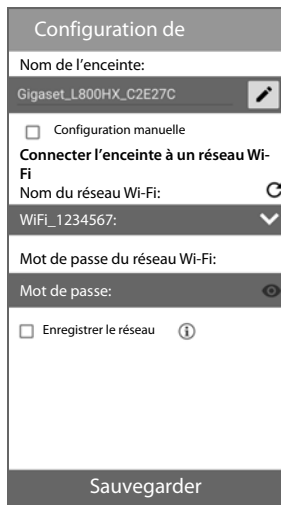 Configuration de
Nom de l'enceinte:
Gigaset_L800HX_C2E27C
Configuration manuelle
Connecter l'enceinte à un réseau Wi-
Fi
Nom du réseau Wi-Fi:
WiFi_1234567:
Mot de passe du réseau Wi-Fi:
Mot de passe:
Enregistrer le réseau
Sauvegarder